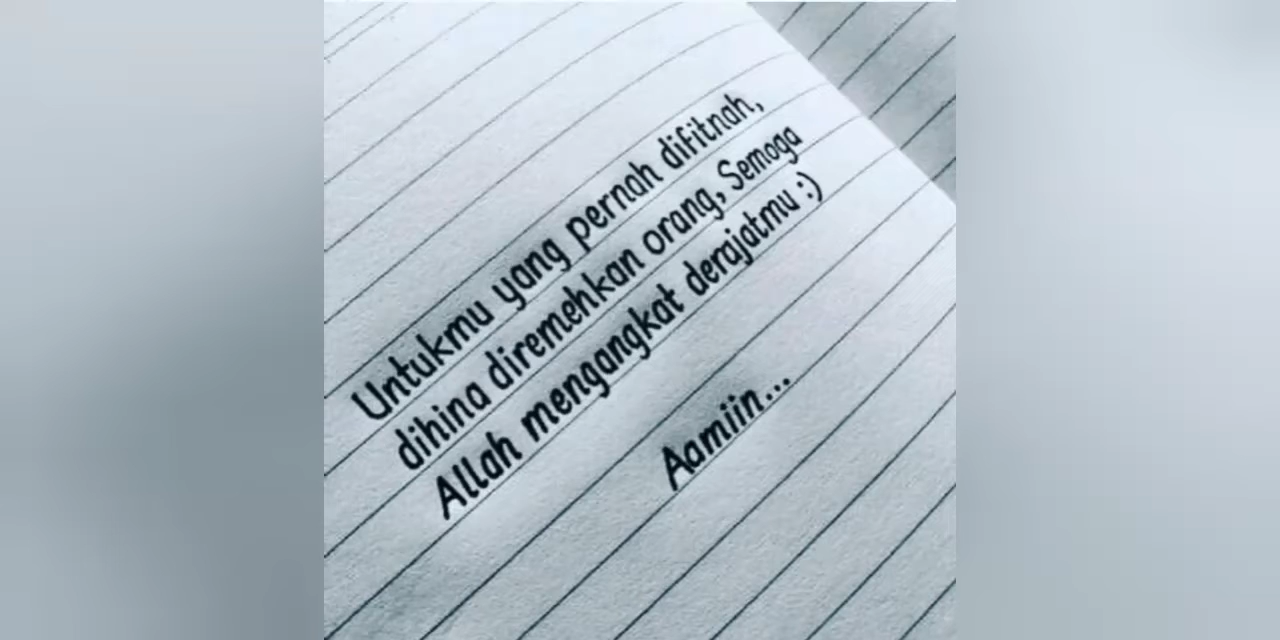 Untukmu yang pernah difitnah,
dihina diremehkan orang, Semoga
Allah mengangkat derajatmu :)
Aamiin...